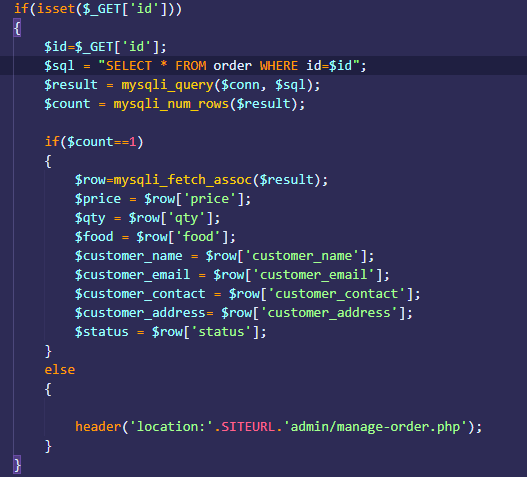 if(isset($_GET['id']))
{
$id=$_GET['id'];
$sql = "SELECT * FROM order WHERE id=$id";
$result = mysqli_query($conn, $sql);
$count = mysqli_num_rows($result);
if($count==1)
{
$row=mysqli_fetch_assoc($result);
$price = $row['price'];
$qty = $row['qty'];
$food = $row['food'];
$customer_name = $row['customer_name'];
$customer_email = $row['customer_email'];
$customer_contact = $row['customer_contact'];
$customer_address= $row['customer_address'];
$status = $row['status'];
}
else
{
header('location:'.SITEURL.'admin/manage-order.php');
}
}